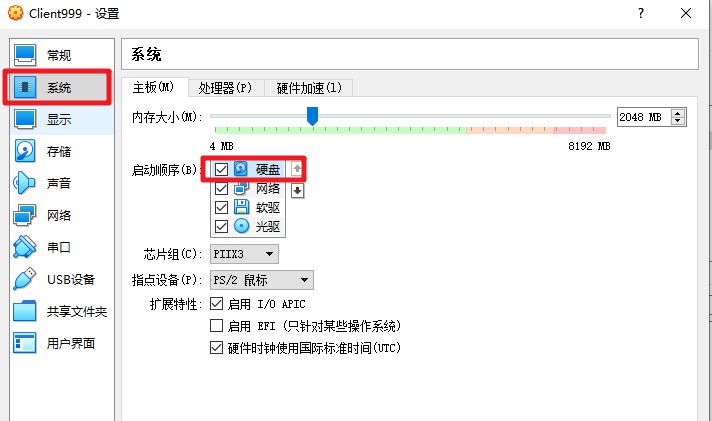 Client999 - 设置
?
常规
系统
显示
存储
声音
网络
串口
USB设备
共享文件夹
用户界面
系统
主板(M) 处理器(P) 硬件加速(l)
内存大小(M): 2048 MB
4 MB 8192 MB
启动顺序(B): 硬盘
网络
软驱
光驱
芯片组(C): PIIX3
指点设备(P): PS/2 鼠标
扩展特性: 启用 I/O APIC
启用 EFI (只针对某些操作系统)
硬件时钟使用国际标准时间(UTC)